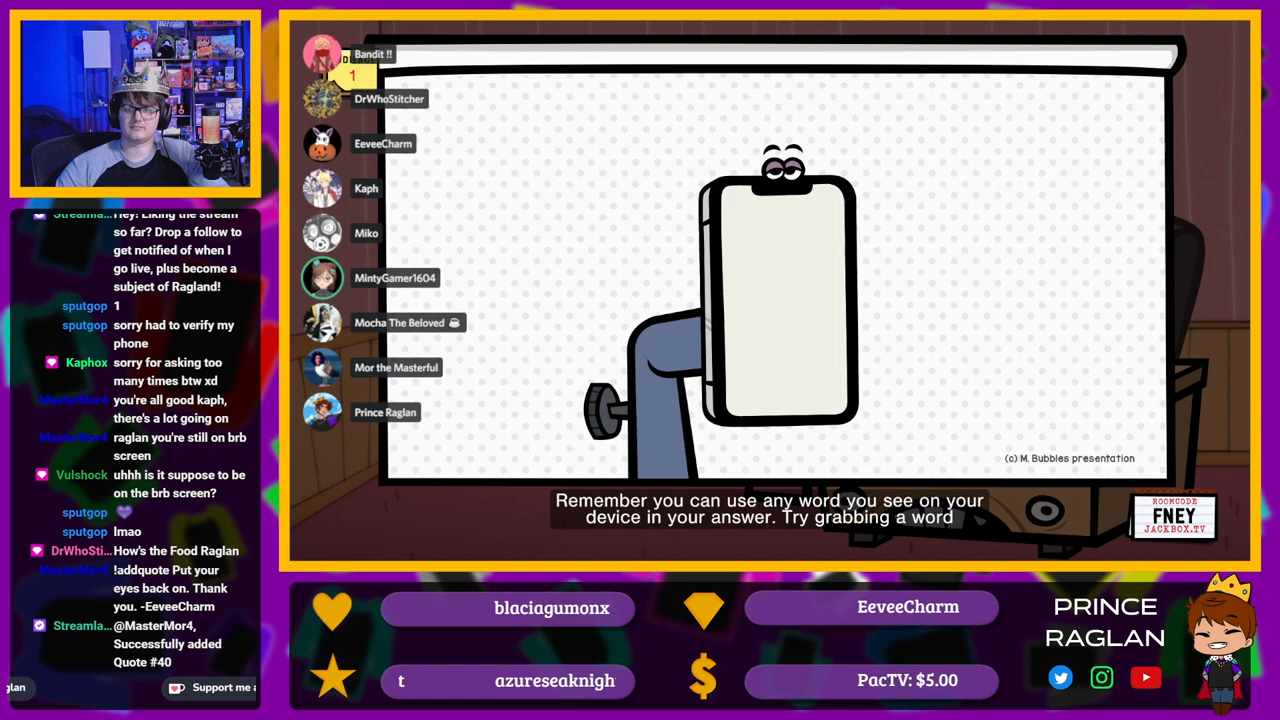 Streamla... Hey! Liking the stream
so far? Drop a follow to
get notified of when I
go live, plus become a
subject of Ragland!
sputgop 1
sputgop sorry had to verify my
phone
Kaphox sorry for asking too
many times btw xd
MasterMor4 you're all good kaph,
there's a lot going on
MasterMor4 raglan you're still on brb
screen
Vulshock uhhh is it suppose to be
on the brb screen?
sputgop 💜
sputgop lmao
DrWhoSti... How's the Food Raglan
MasterMor4 !addquote Put your
eyes back on. Thank
you. -EeveeCharm
Streamla... @MasterMor4,
Successfully added
Quote #40
glan
Support me a
Bandit !!
1
DrWhoStitcher
EeveeCharm
Kaph
Miko
MintyGamer1604
Mocha The Beloved ☕
Mor the Masterful
Prince Raglan
(c) M. Bubbles presentation
Remember you can use any word you see on your
device in your answer. Try grabbing a word
ROOMCODE
FNEY
JACKBOX.TV
blaciagumonx
EeveeCharm
t azureseaknigh
PacTV: $5.00
PRINCE
RAGLAN